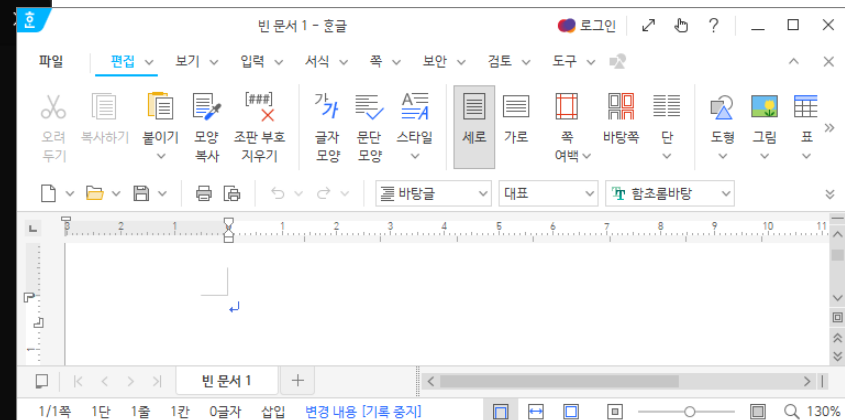 빈 문서 1 - 한글 로그인 ?
파일 편집 보기 입력 서식 쪽 보안 검토 도구
[###]
가 가 가
오려 두기 복사하기 붙이기 모양 복사 조판 부호 지우기 글자 모양 문단 모양 스타일 세로 가로 쪽 여백 바탕쪽 단 도형 그림 표
바탕글 대표 함초롬바탕
2 1 1 2 3 4 5 6 7 8 9 10 11
빈 문서 1
1/1쪽 1단 1줄 1칸 0글자 삽입 변경 내용 [기록 중지] 130%